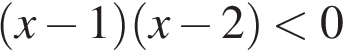 (x − 1)(x − 2) < 0